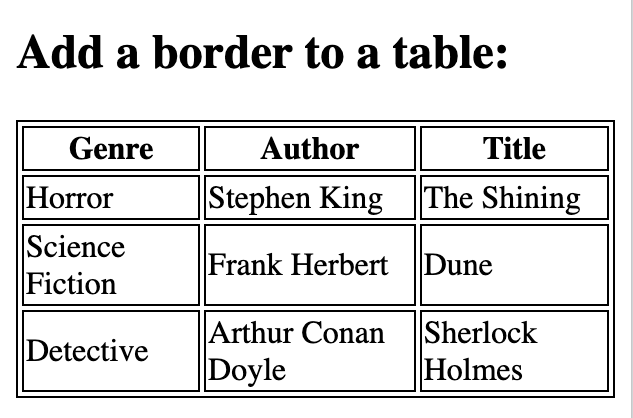 Add a border to a table:
Genre Author Title
Horror Stephen King The Shining
Science
Fiction
Frank Herbert Dune
Detective
Arthur Conan
Doyle
Sherlock
Holmes